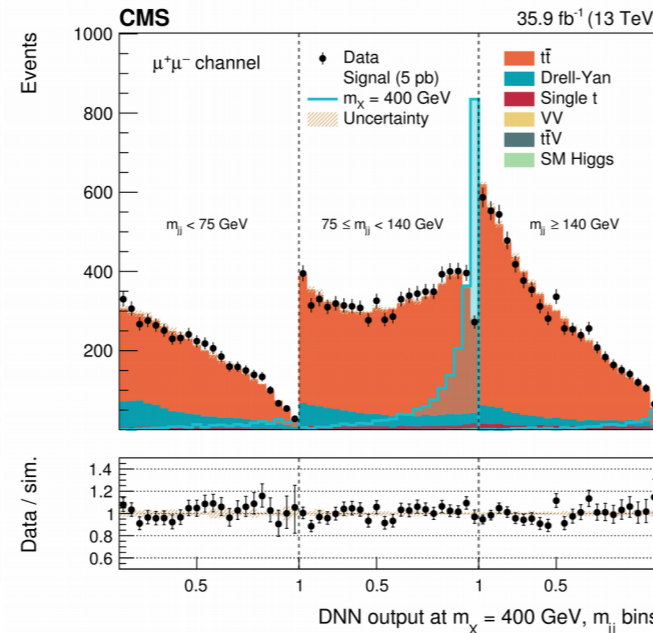 CMS
35.9 fb⁻¹ (13 TeV
Events
1000
800
600
400
200
μ⁺μ⁻ channel
Data
Signal (5 pb)
mₓ = 400 GeV
Uncertainty
tt̄
Drell-Yan
Single t
VV
tt̄V
SM Higgs
m_jj < 75 GeV
75 ≤ m_jj < 140 GeV
m_jj ≥ 140 GeV
Data / sim.
1.4
1.2
1
0.8
0.6
0.5
1
0.5
1
0.5
DNN output at mₓ = 400 GeV, m_jj bins